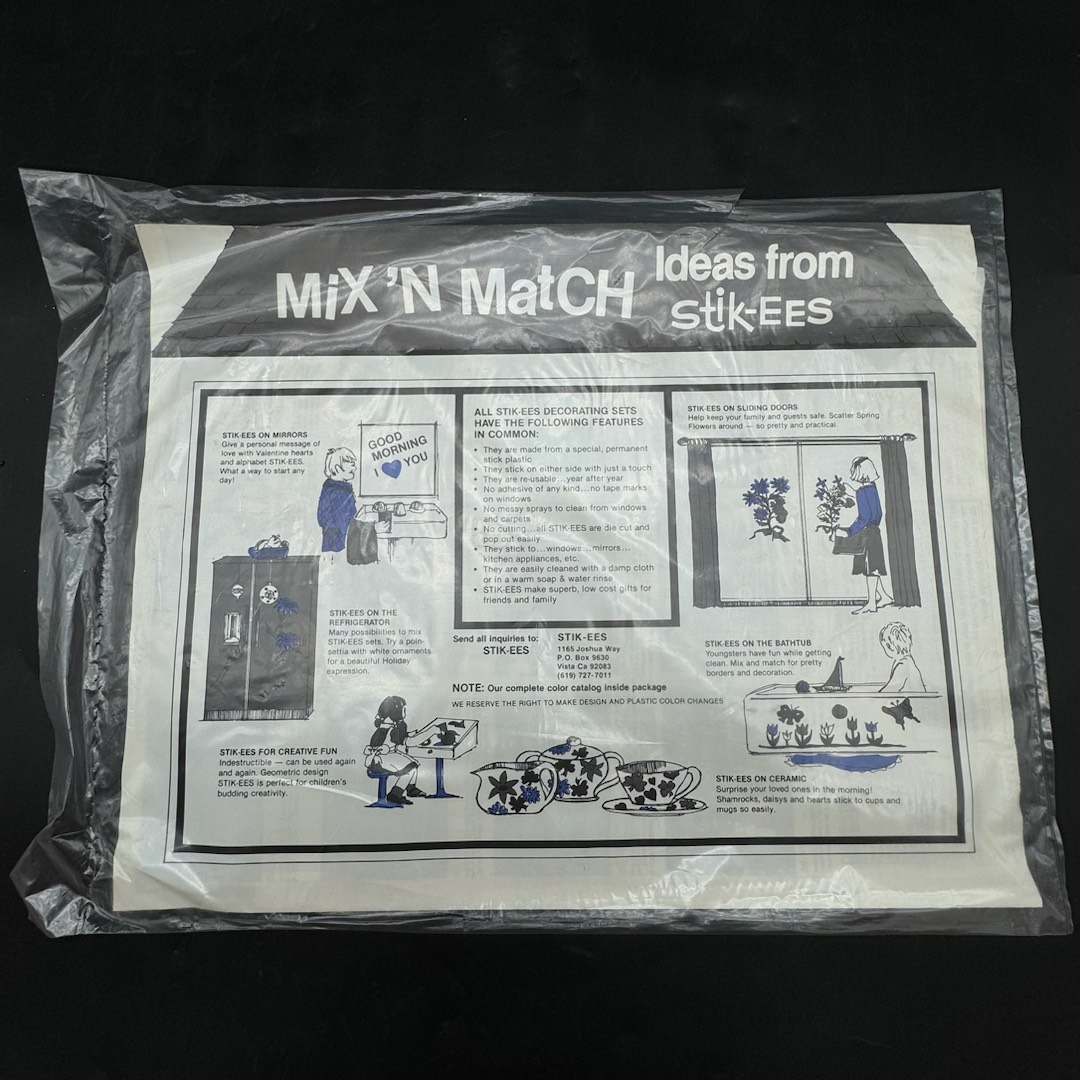 MiX 'N MatCH Ideas from
Stik-EES
STIK-EES ON MIRRORS
Give a personal message of
love with Valentine hearts
and alphabet STIK-EES.
What a way to start any
day!
GOOD
MORNING
I YOU
ALL STIK-EES DECORATING SETS
HAVE THE FOLLOWING FEATURES
IN COMMON:
• They are made from a special, permanent
stick plastic
• They stick on either side with just a touch
• They are re-usable...year after year
• No adhesive of any kind...no tape marks
on windows
• No messy sprays to clean from windows
and carpets
• No cutting...all STIK-EES are die cut and
pop out easily
• They stick to...windows...mirrors...
kitchen appliances, etc.
• They are easily cleaned with a damp cloth
or in a warm soap & water rinse
• STIK-EES make superb, low cost gifts for
friends and family
STIK-EES ON SLIDING DOORS
Help keep your family and guests safe. Scatter Spring
Flowers around — so pretty and practical.
STIK-EES ON THE
REFRIGERATOR
Many possibilities to mix
STIK-EES sets. Try a poin-
settia with white ornaments
for a beautiful Holiday
expression.
Send all inquiries to:
STIK-EES
STIK-EES
1165 Joshua Way
P.O. Box 9630
Vista Ca 92083
(619) 727-7011
NOTE: Our complete color catalog inside package
WE RESERVE THE RIGHT TO MAKE DESIGN AND PLASTIC COLOR CHANGES
STIK-EES ON THE BATHTUB
Youngsters have fun while getting
clean. Mix and match for pretty
borders and decoration.
STIK-EES FOR CREATIVE FUN
Indestructible — can be used again
and again. Geometric design
STIK-EES is perfect for children's
budding creativity.
STIK-EES ON CERAMIC
Surprise your loved ones in the morning!
Shamrocks, daisys and hearts stick to cups and
mugs so easily.